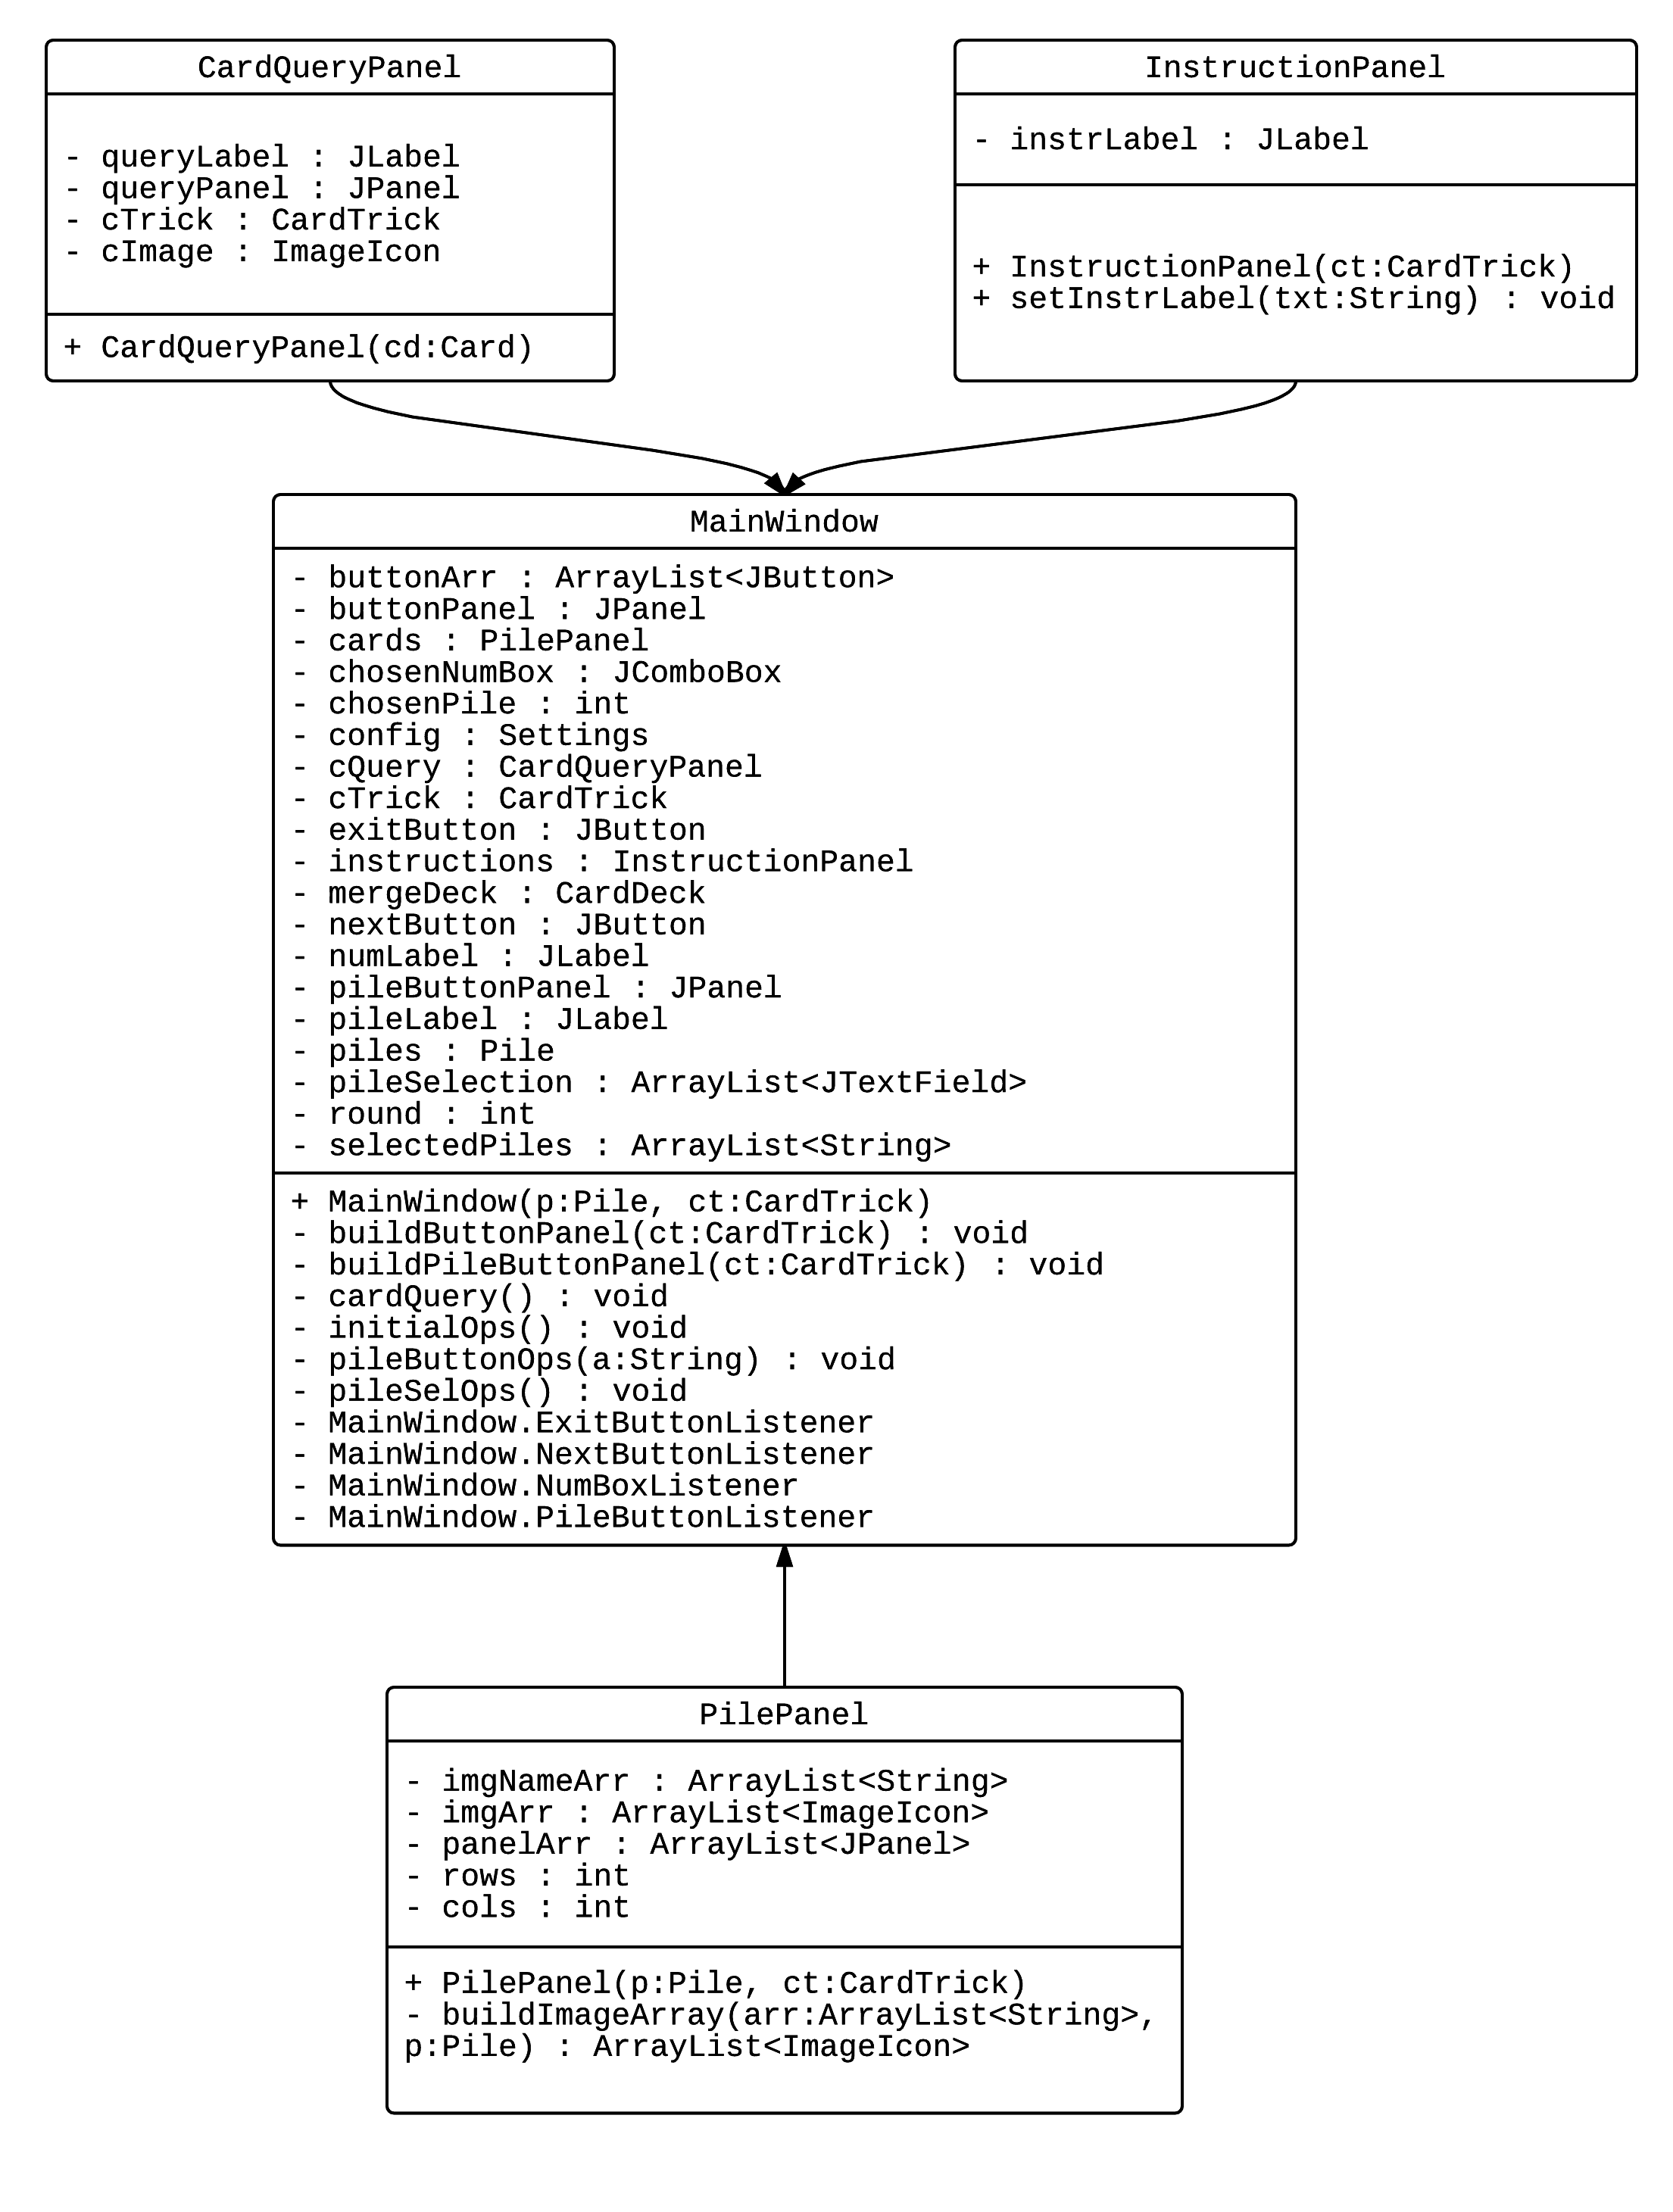 CardQueryPanel
- queryLabel : JLabel
- queryPanel : JPanel
- cTrick : CardTrick
- cImage : ImageIcon
+ CardQueryPanel(cd:Card)
InstructionPanel
- instrLabel : JLabel
+ InstructionPanel(ct:CardTrick)
+ setInstrLabel(txt:String) : void
MainWindow
- buttonArr : ArrayList<JButton>
- buttonPanel : JPanel
- cards : PilePanel
- chosenNumBox : JComboBox
- chosenPile : int
- config : Settings
- cQuery : CardQueryPanel
- cTrick : CardTrick
- exitButton : JButton
- instructions : InstructionPanel
- mergeDeck : CardDeck
- nextButton : JButton
- numLabel : JLabel
- pileButtonPanel : JPanel
- pileLabel : JLabel
- piles : Pile
- pileSelection : ArrayList<JTextField>
- round : int
- selectedPiles : ArrayList<String>
+ MainWindow(p:Pile, ct:CardTrick)
- buildButtonPanel(ct:CardTrick) : void
- buildPileButtonPanel(ct:CardTrick) : void
- cardQuery() : void
- initialOps() : void
- pileButtonOps(a:String) : void
- pileSelOps() : void
- MainWindow.ExitButtonListener
- MainWindow.NextButtonListener
- MainWindow.NumBoxListener
- MainWindow.PileButtonListener
PilePanel
- imgNameArr : ArrayList<String>
- imgArr : ArrayList<ImageIcon>
- panelArr : ArrayList<JPanel>
- rows : int
- cols : int
+ PilePanel(p:Pile, ct:CardTrick)
- buildImageArray(arr:ArrayList<String>,
p:Pile) : ArrayList<ImageIcon>